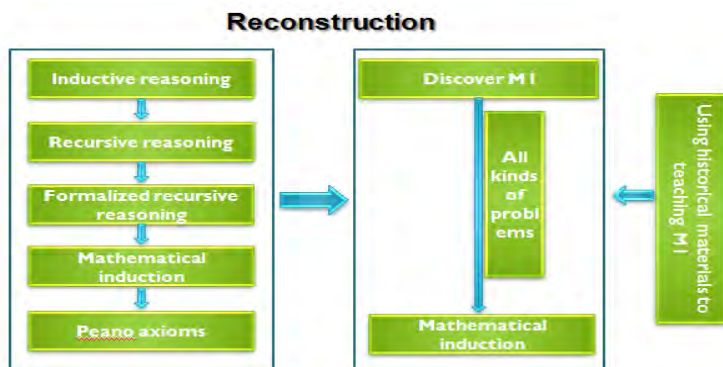 Reconstruction
Inductive reasoning
Recursive reasoning
Formalized recursive
reasoning
Mathematical
induction
Peano axioms
Discover M I
All
kinds
of
probl
ems
Mathematical
induction
Using historical materials to
teaching M I